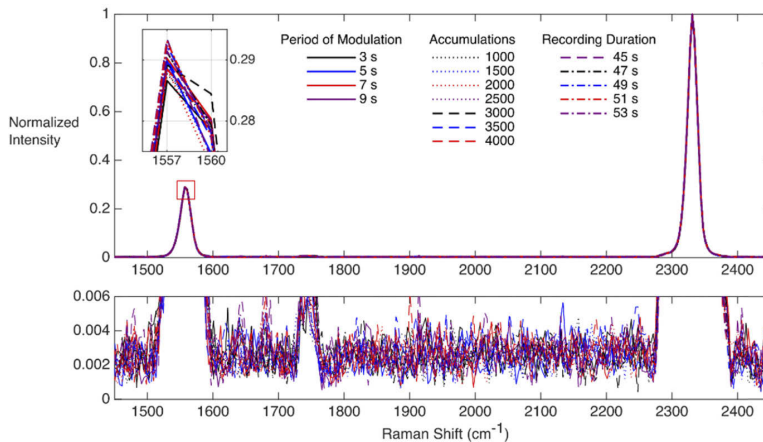 Period of Modulation Accumulations Recording Duration
3 s 1000 45 s
5 s 1500 47 s
7 s 2000 49 s
9 s 2500 51 s
3000 53 s
3500
4000
0.29
0.28
1557 1560
Normalized
Intensity
1
0.8
0.6
0.4
0.2
0
1500 1600 1700 1800 1900 2000 2100 2200 2300 2400
0.006
0.004
0.002
0
1500 1600 1700 1800 1900 2000 2100 2200 2300 2400
Raman Shift (cm-1)